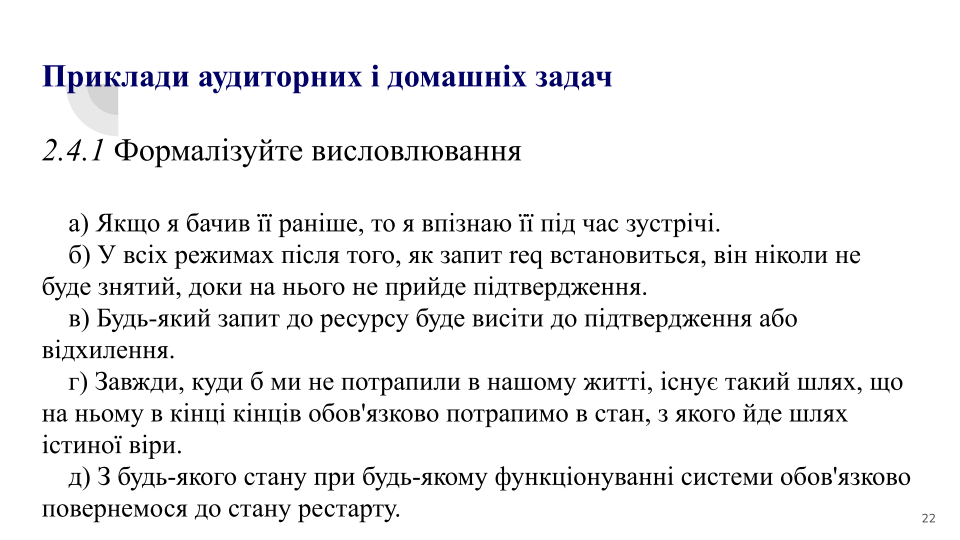 Приклади аудиторних і домашніх задач
2.4.1 Формалізуйте висловлювання
а) Якщо я бачив її раніше, то я впізнаю її під час зустрічі.
б) У всіх режимах після того, як запит req встановиться, він ніколи не
буде знятий, доки на нього не прийде підтвердження.
в) Будь-який запит до ресурсу буде висіти до підтвердження або
відхилення.
г) Завжди, куди б ми не потрапили в нашому житті, існує такий шлях, що
на ньому в кінці кінців обов'язково потрапимо в стан, з якого йде шлях
істиної віри.
д) З будь-якого стану при будь-якому функціонуванні системи обов'язково
повернемося до стану рестарту.
22